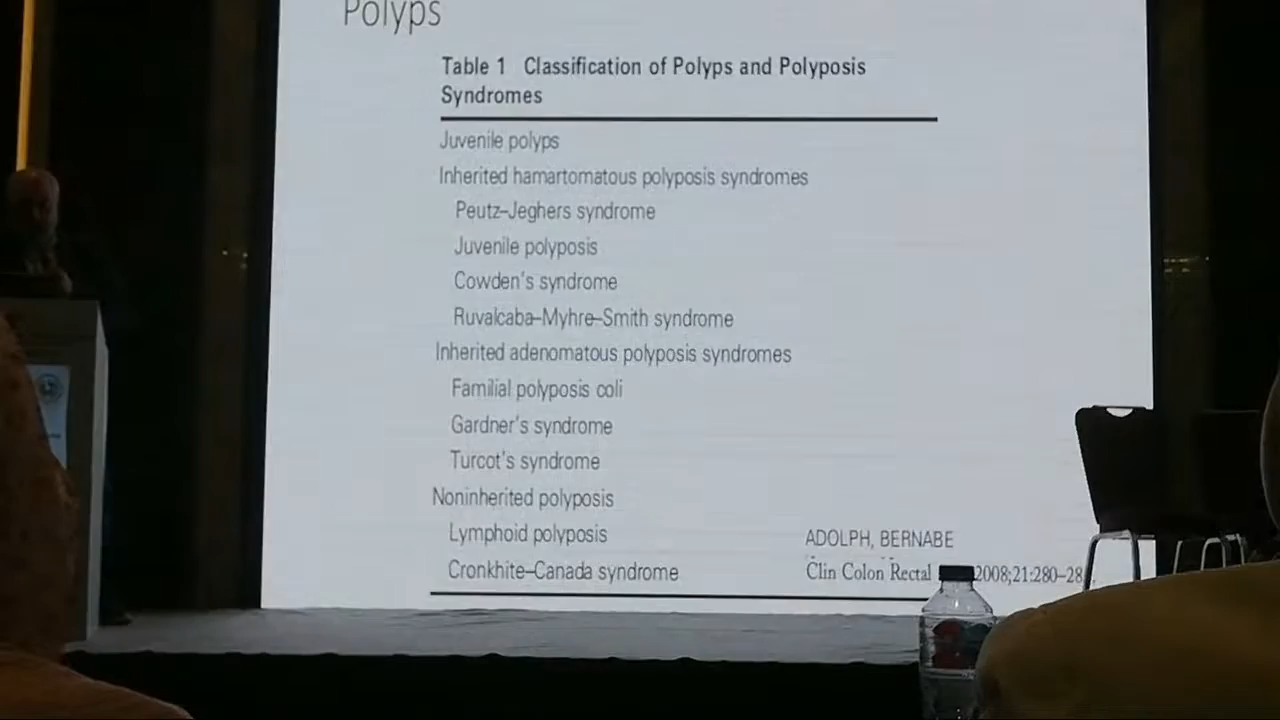 Polyps
Table 1 Classification of Polyps and Polyposis
Syndromes
Juvenile polyps
Inherited hamartomatous polyposis syndromes
Peutz–Jeghers syndrome
Juvenile polyposis
Cowden's syndrome
Ruvalcaba–Myhre–Smith syndrome
Inherited adenomatous polyposis syndromes
Familial polyposis coli
Gardner's syndrome
Turcot's syndrome
Noninherited polyposis
Lymphoid polyposis
Cronkhite–Canada syndrome
ADOLPH, BERNABE
Clin Colon Rectal 2008;21:280–28